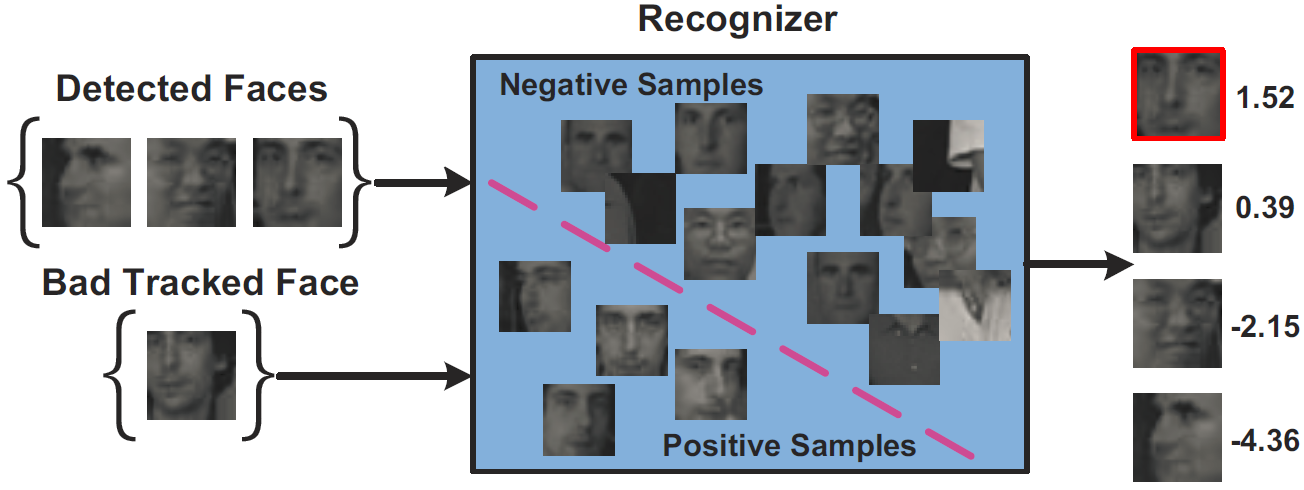 Recognizer
Detected Faces
Negative Samples
Bad Tracked Face
Positive Samples
1.52
0.39
-2.15
-4.36